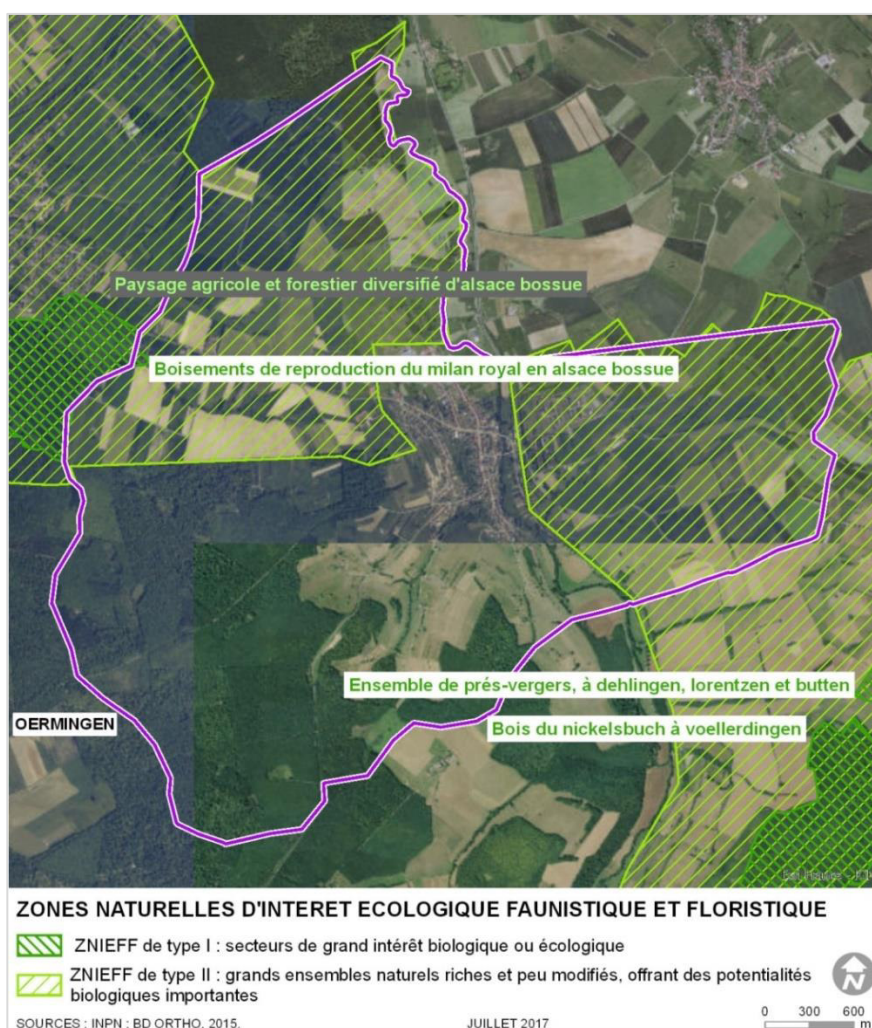 Paysage agricole et forestier diversifié d'alsace bossue
Boisements de reproduction du milan royal en alsace bossue
Ensemble de prés-vergers, à dehlingen, lorentzen et butten
Bois du nickelsbuch à voellerdingen
OERMINGEN
ZONES NATURELLES D'INTERET ECOLOGIQUE FAUNISTIQUE ET FLORISTIQUE
ZNIEFF de type I : secteurs de grand intérêt biologique ou écologique
ZNIEFF de type II : grands ensembles naturels riches et peu modifiés, offrant des potentialités
biologiques importantes
N
SOURCES : INPN ; BD ORTHO, 2015.
JUILLET 2017
0 300 600
m